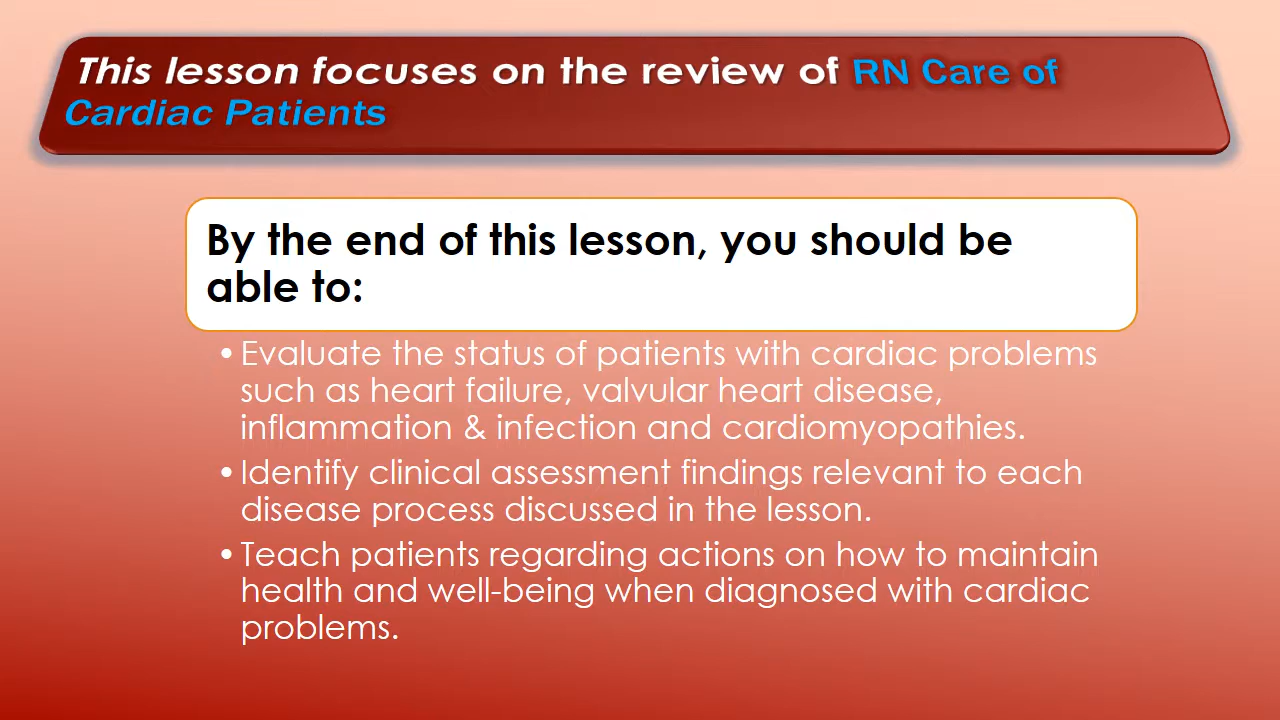 This lesson focuses on the review of RN Care of
Cardiac Patients
By the end of this lesson, you should be
able to:
•Evaluate the status of patients with cardiac problems
such as heart failure, valvular heart disease,
inflammation & infection and cardiomyopathies.
•Identify clinical assessment findings relevant to each
disease process discussed in the lesson.
•Teach patients regarding actions on how to maintain
health and well-being when diagnosed with cardiac
problems.